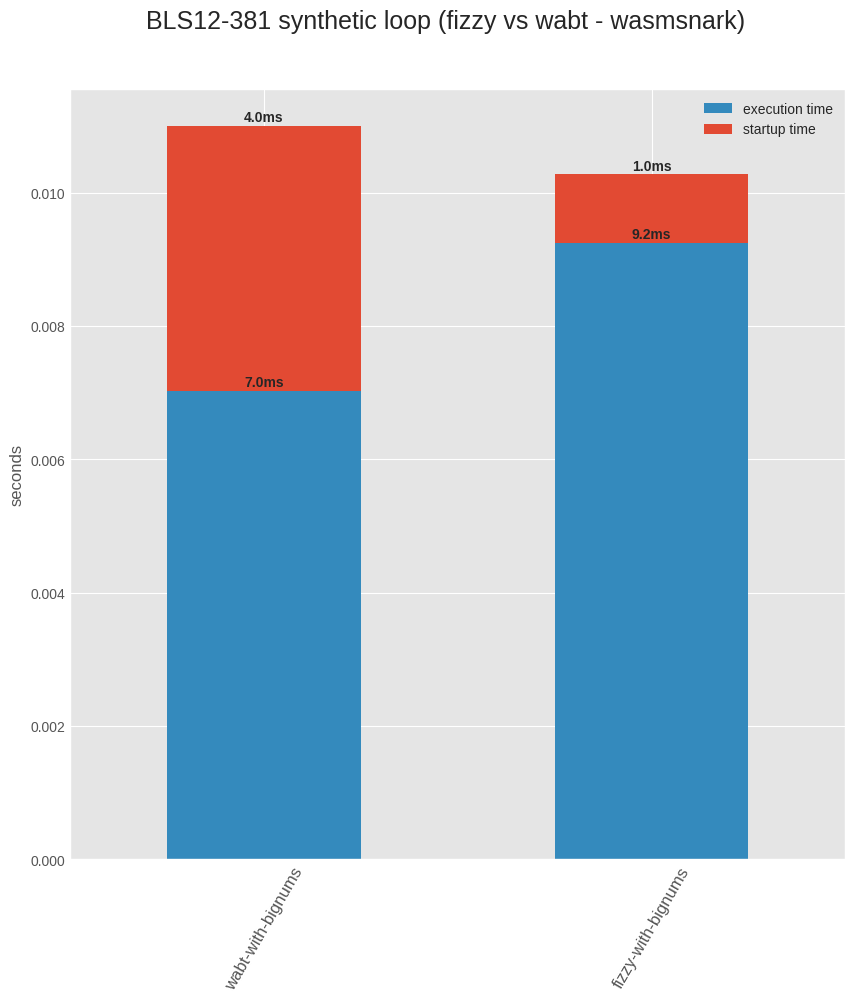 BLS12-381 synthetic loop (fizzy vs wabt - wasmsnark)
execution time
startup time
4.0ms
1.0ms
9.2ms
7.0ms
seconds
0.010
0.008
0.006
0.004
0.002
0.000
wabt-with-bignums
fizzy-with-bignums